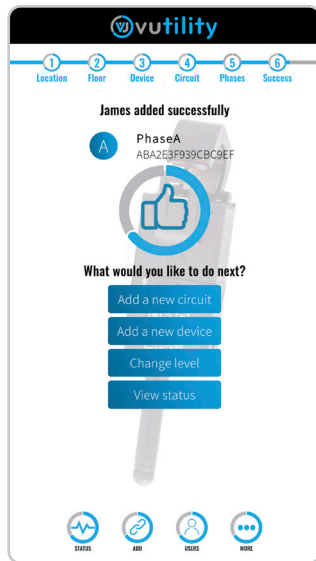 vutility
1 2 3 4 5 6
Location Floor Device Circuit Phases Success
James added successfully
A
PhaseA
ABA2E3F939CBC9EF
What would you like to do next?
Add a new circuit
Add a new device
Change level
View status
STATUS ADD USERS MORE